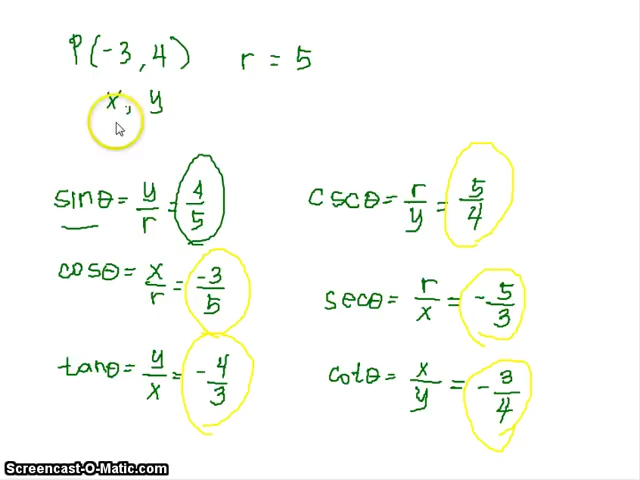 P(-3, 4) r = 5
x, y
sinθ = y/r = 4/5
cscθ = r/y = 5/4
cosθ = x/r = -3/5
secθ = r/x = -5/3
tanθ = y/x = -4/3
cotθ = x/y = -3/4
Screencast-O-Matic.com